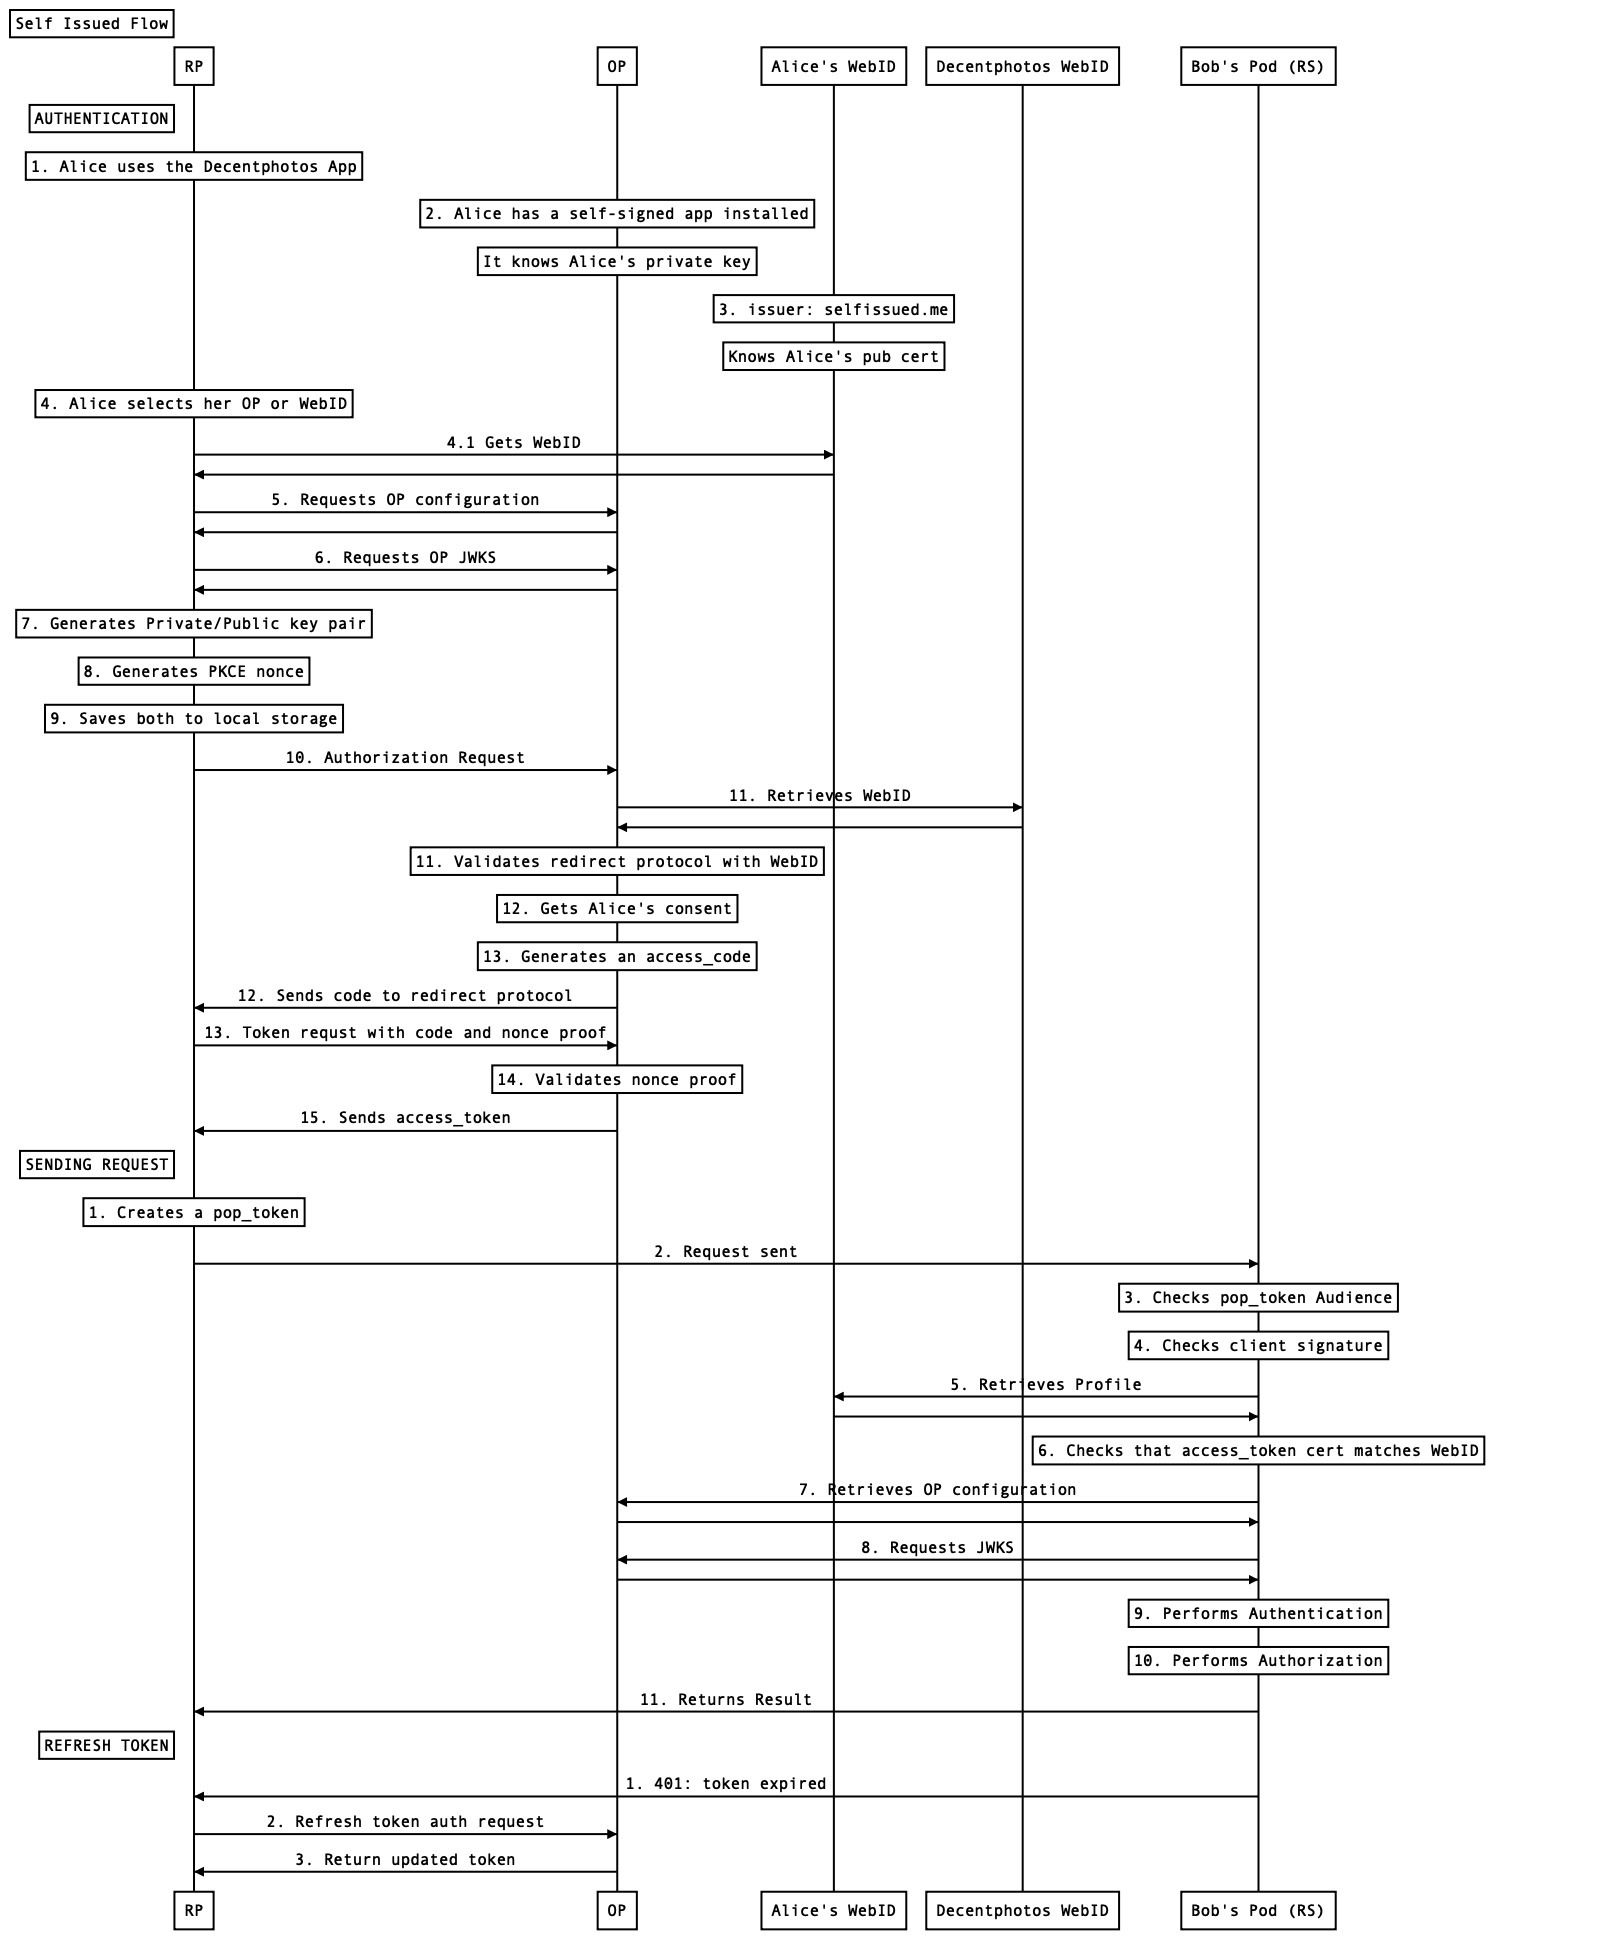 Self Issued Flow
RP
OP
Alice's WebID
Decentphotos WebID
Bob's Pod (RS)
AUTHENTICATION
1. Alice uses the Decentphotos App
2. Alice has a self-signed app installed
It knows Alice's private key
3. issuer: selfissued.me
Knows Alice's pub cert
4. Alice selects her OP or WebID
4.1 Gets WebID
5. Requests OP configuration
6. Requests OP JWKS
7. Generates Private/Public key pair
8. Generates PKCE nonce
9. Saves both to local storage
10. Authorization Request
11. Retrieves WebID
11. Validates redirect protocol with WebID
12. Gets Alice's consent
13. Generates an access_code
12. Sends code to redirect protocol
13. Token requst with code and nonce proof
14. Validates nonce proof
15. Sends access_token
SENDING REQUEST
1. Creates a pop_token
2. Request sent
3. Checks pop_token Audience
4. Checks client signature
5. Retrieves Profile
6. Checks that access_token cert matches WebID
7. Retrieves OP configuration
8. Requests JWKS
9. Performs Authentication
10. Performs Authorization
11. Returns Result
REFRESH TOKEN
1. 401: token expired
2. Refresh token auth request
3. Return updated token
RP
OP
Alice's WebID
Decentphotos WebID
Bob's Pod (RS)